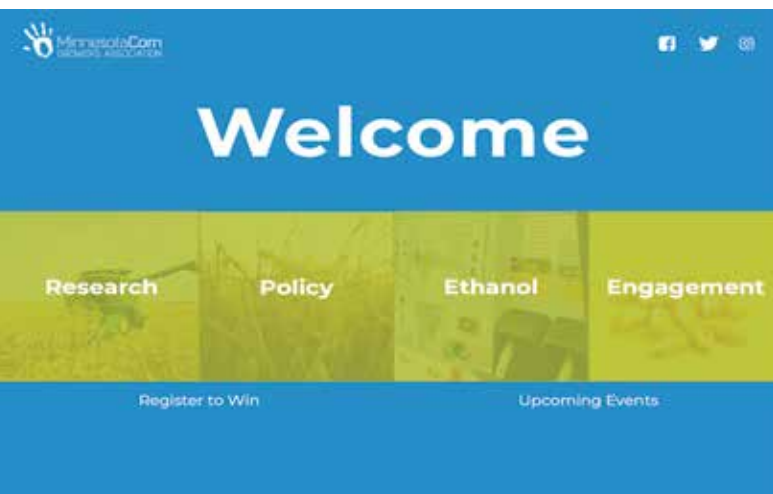 MinnesotaCorn
GROWERS ASSOCIATION
Welcome
Research
Policy
Ethanol
Engagement
Register to Win
Upcoming Events